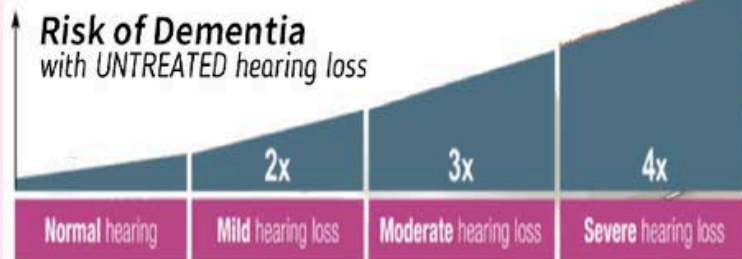 Risk of Dementia
with UNTREATED hearing loss
2x
3x
4x
Normal hearing
Mild hearing loss
Moderate hearing loss
Severe hearing loss